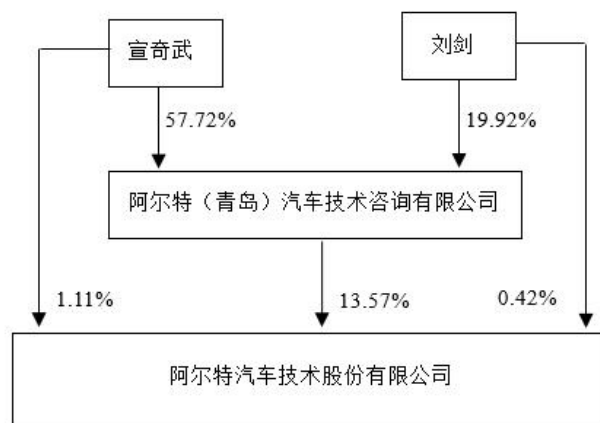 宣奇武
刘剑
57.72%
19.92%
阿尔特（青岛）汽车技术咨询有限公司
1.11%
13.57%
0.42%
阿尔特汽车技术股份有限公司